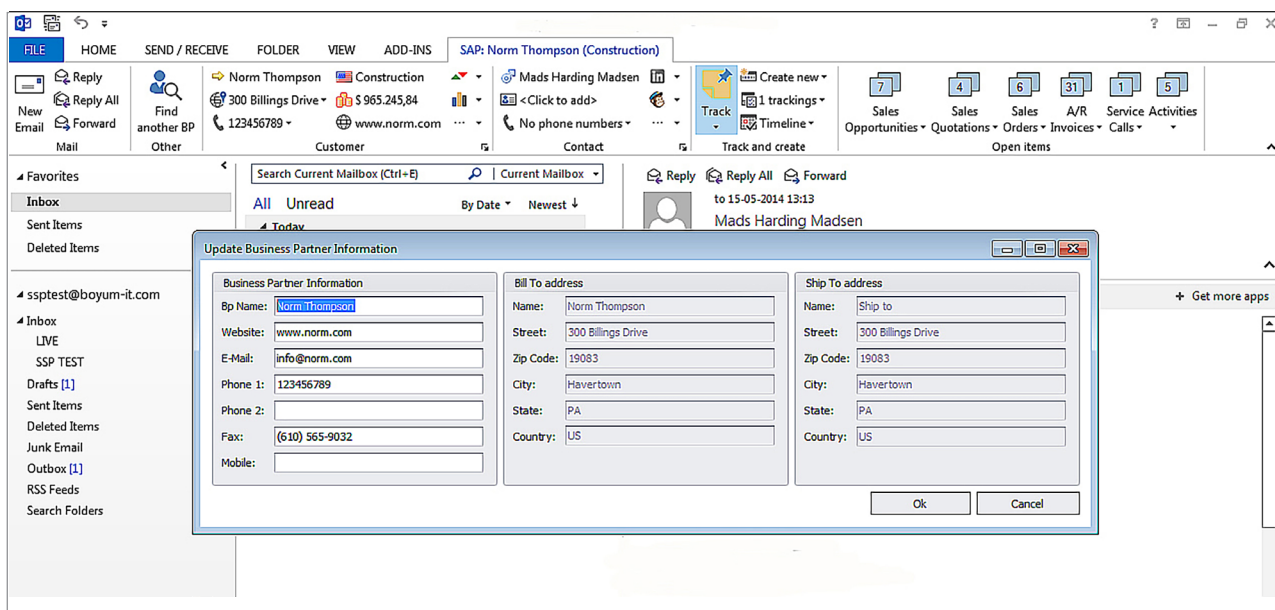 FILE HOME SEND / RECEIVE FOLDER VIEW ADD-INS SAP: Norm Thompson (Construction)
New Email
Reply
Reply All
Forward
Mail
Find another BP
Other
Norm Thompson Construction
300 Billings Drive $ 965.245,84
123456789 www.norm.com ...
Customer
Mads Harding Madsen
<Click to add>
No phone numbers ...
Contact
Track
Create new
1 trackings
Timeline
Track and create
7 Sales Opportunities
4 Sales Quotations
6 Sales Orders
31 A/R Invoices
1 Service Calls
5 Activities
Open items
Favorites
Inbox
Sent Items
Deleted Items
ssptest@boyum-it.com
Inbox
LIVE
SSP TEST
Drafts [1]
Sent Items
Deleted Items
Junk Email
Outbox [1]
RSS Feeds
Search Folders
Search Current Mailbox (Ctrl+E) Current Mailbox
All Unread By Date Newest
Today
Reply Reply All Forward
to 15-05-2014 13:13
Mads Harding Madsen
+ Get more apps
Update Business Partner Information
Business Partner Information
Bp Name: Norm Thompson
Website: www.norm.com
E-Mail: info@norm.com
Phone 1: 123456789
Phone 2:
Fax: (610) 565-9032
Mobile:
Bill To address
Name: Norm Thompson
Street: 300 Billings Drive
Zip Code: 19083
City: Havertown
State: PA
Country: US
Ship To address
Name: Ship to
Street: 300 Billings Drive
Zip Code: 19083
City: Havertown
State: PA
Country: US
Ok Cancel